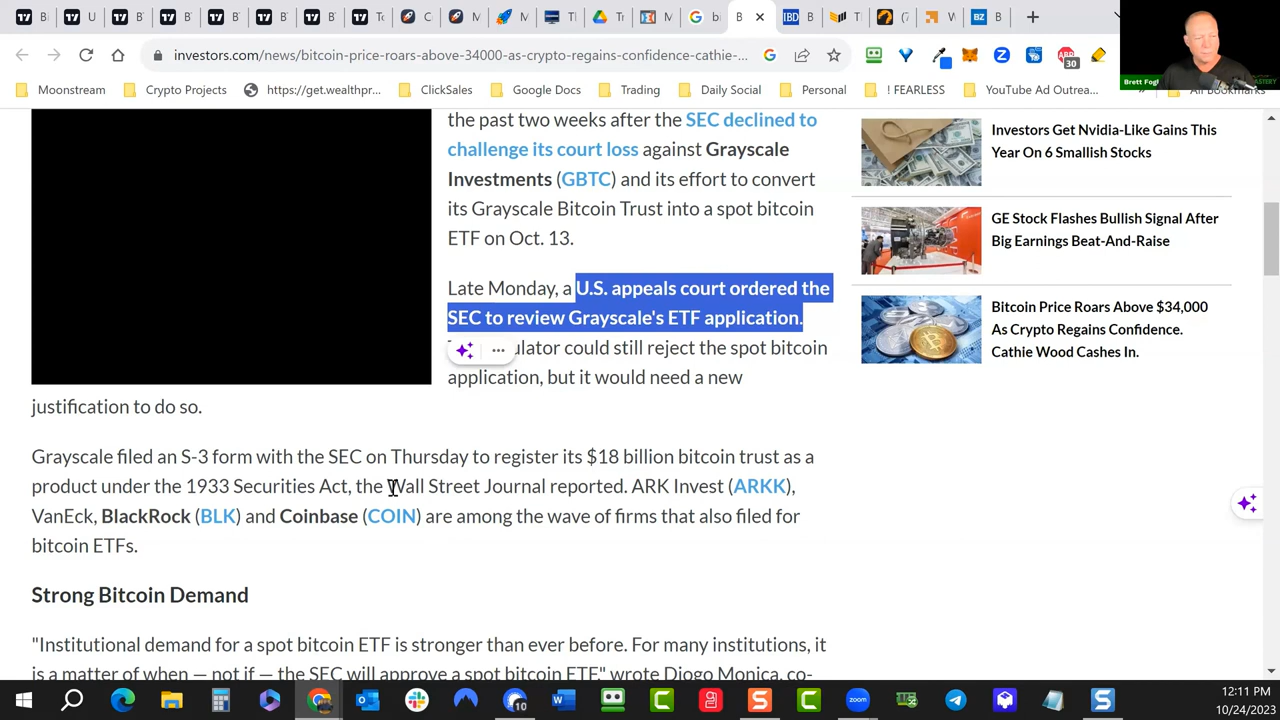 B
U
B
B
B
To
C
M
M
TI
Tr
M
b
B
IBD
B
T
(7
W
BZ
B
investors.com/news/bitcoin-price-roars-above-34000-as-crypto-regains-confidence-cathie-...
30
Brett Fogl
Moonstream
Crypto Projects
https://get.wealthpr...
ClickSales
Google Docs
Trading
Daily Social
Personal
! FEARLESS
YouTube Ad Outrea...
»
All Bookmarks
the past two weeks after the SEC declined to
challenge its court loss against Grayscale
Investments (GBTC) and its effort to convert
its Grayscale Bitcoin Trust into a spot bitcoin
ETF on Oct. 13.
Late Monday, a U.S. appeals court ordered the
SEC to review Grayscale's ETF application.
ulator could still reject the spot bitcoin
application, but it would need a new
justification to do so.
Grayscale filed an S-3 form with the SEC on Thursday to register its $18 billion bitcoin trust as a
product under the 1933 Securities Act, the Wall Street Journal reported. ARK Invest (ARKK),
VanEck, BlackRock (BLK) and Coinbase (COIN) are among the wave of firms that also filed for
bitcoin ETFs.
Strong Bitcoin Demand
"Institutional demand for a spot bitcoin ETF is stronger than ever before. For many institutions, it
is a matter of when — not if — the SEC will approve a spot bitcoin ETF," wrote Diogo Monica, co-
Investors Get Nvidia-Like Gains This
Year On 6 Smallish Stocks
GE Stock Flashes Bullish Signal After
Big Earnings Beat-And-Raise
Bitcoin Price Roars Above $34,000
As Crypto Regains Confidence.
Cathie Wood Cashes In.
10
12:11 PM
10/24/2023